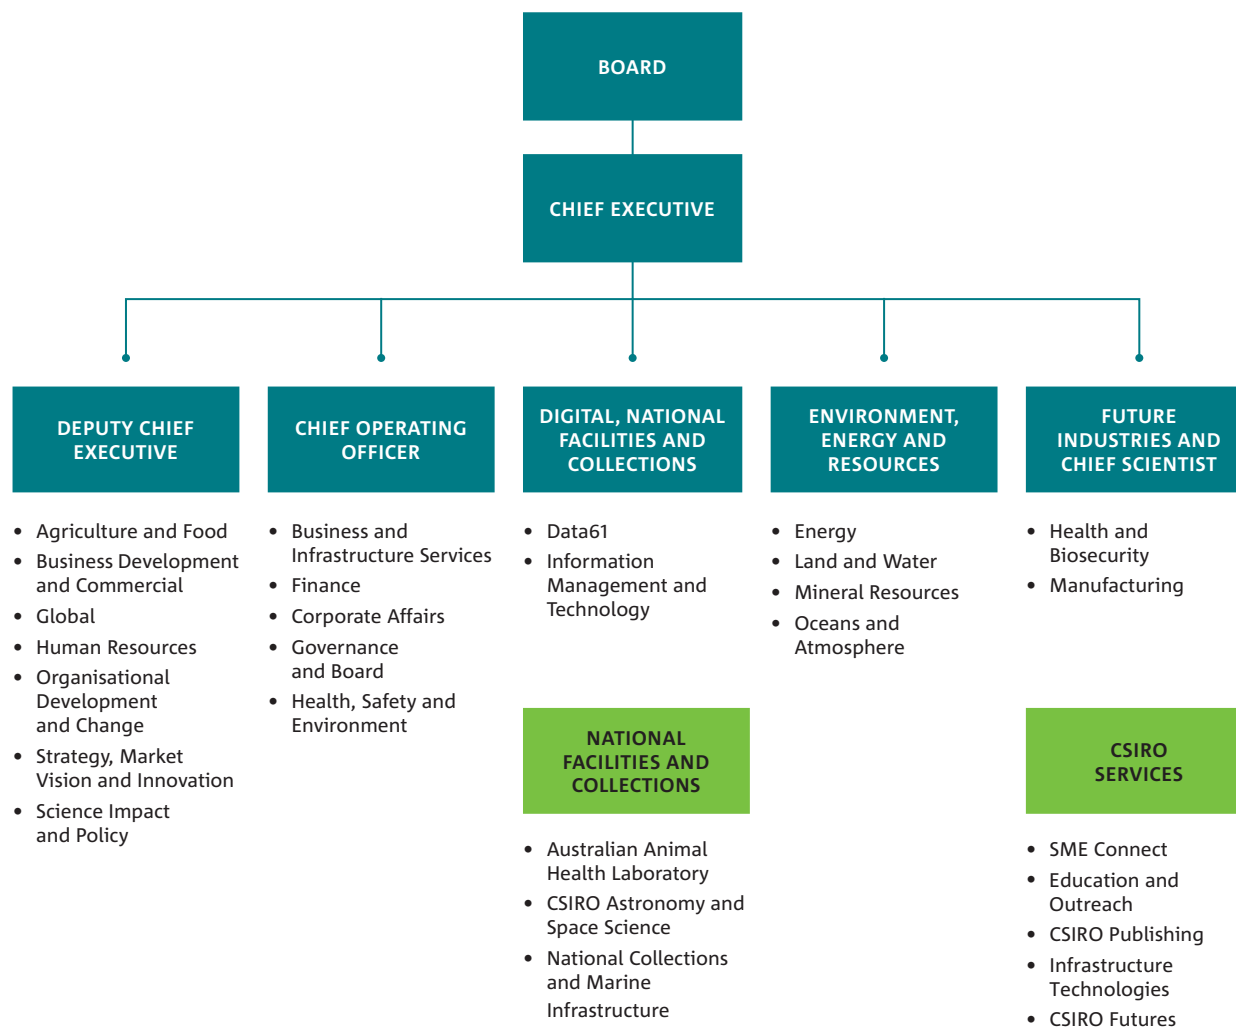 BOARD
CHIEF EXECUTIVE
DEPUTY CHIEF
EXECUTIVE
• Agriculture and Food
• Business Development
and Commercial
• Global
• Human Resources
• Organisational
Development
and Change
• Strategy, Market
Vision and Innovation
• Science Impact
and Policy
CHIEF OPERATING
OFFICER
• Business and
Infrastructure Services
• Finance
• Corporate Affairs
• Governance
and Board
• Health, Safety and
Environment
DIGITAL, NATIONAL
FACILITIES AND
COLLECTIONS
• Data61
• Information
Management and
Technology
NATIONAL
FACILITIES AND
COLLECTIONS
• Australian Animal
Health Laboratory
• CSIRO Astronomy and
Space Science
• National Collections
and Marine
Infrastructure
ENVIRONMENT,
ENERGY AND
RESOURCES
• Energy
• Land and Water
• Mineral Resources
• Oceans and
Atmosphere
FUTURE
INDUSTRIES AND
CHIEF SCIENTIST
• Health and
Biosecurity
• Manufacturing
CSIRO
SERVICES
• SME Connect
• Education and
Outreach
• CSIRO Publishing
• Infrastructure
Technologies
• CSIRO Futures